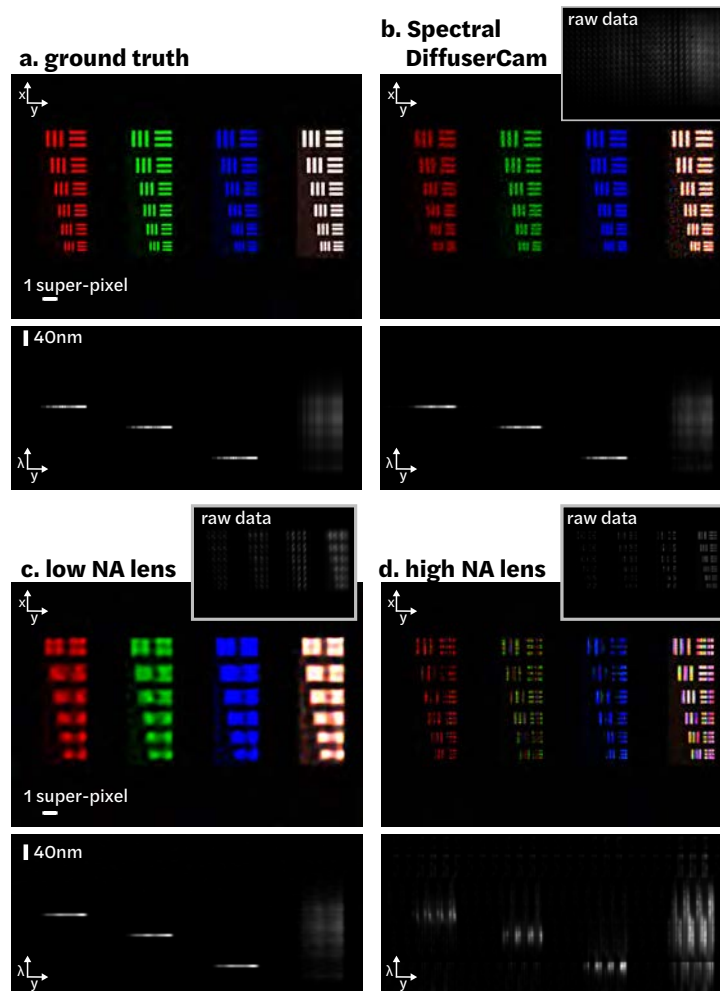 a. ground truth
b. Spectral
DiffuserCam
raw data
x
y
1 super-pixel
x
y
40nm
λ
y
λ
y
c. low NA lens
raw data
d. high NA lens
raw data
x
y
1 super-pixel
x
y
40nm
λ
y
λ
y